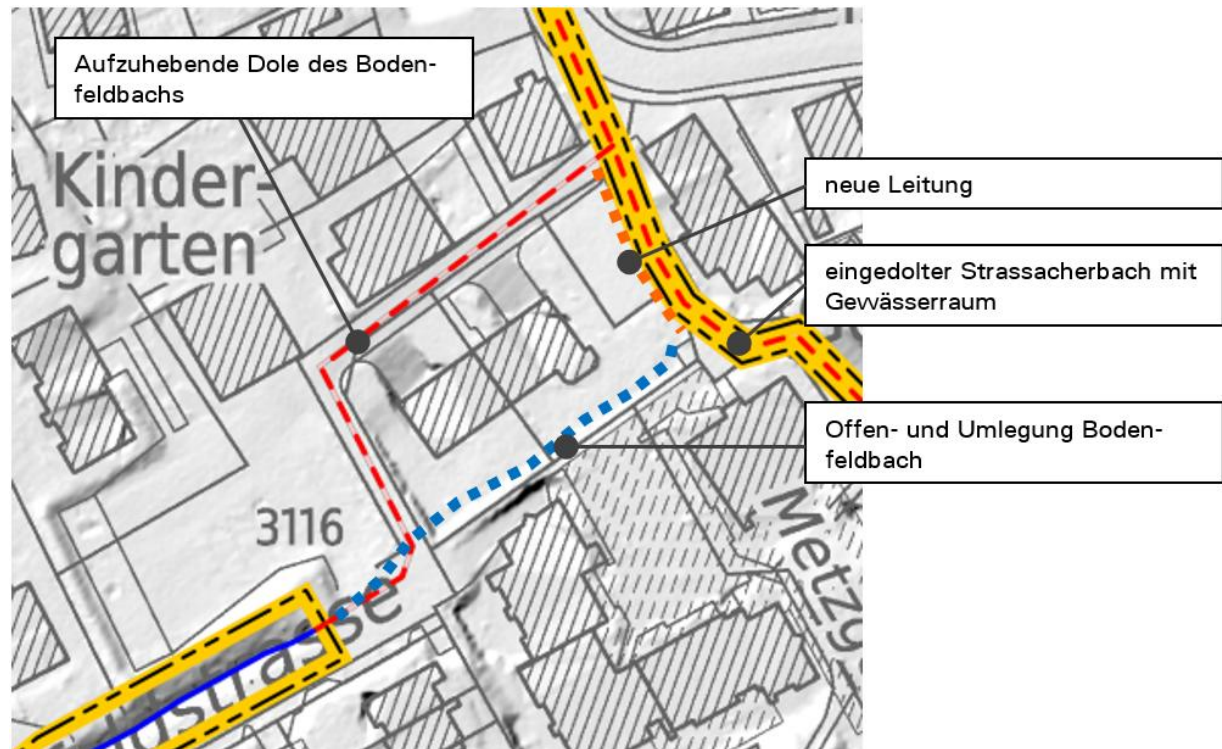 Aufzuhebende Dole des Boden-
feldbachs
Kinder-
garten
neue Leitung
eingedolter Strassacherbach mit
Gewässerraum
Offen- und Umlegung Boden-
feldbach
3116
Metzg
dstrasse